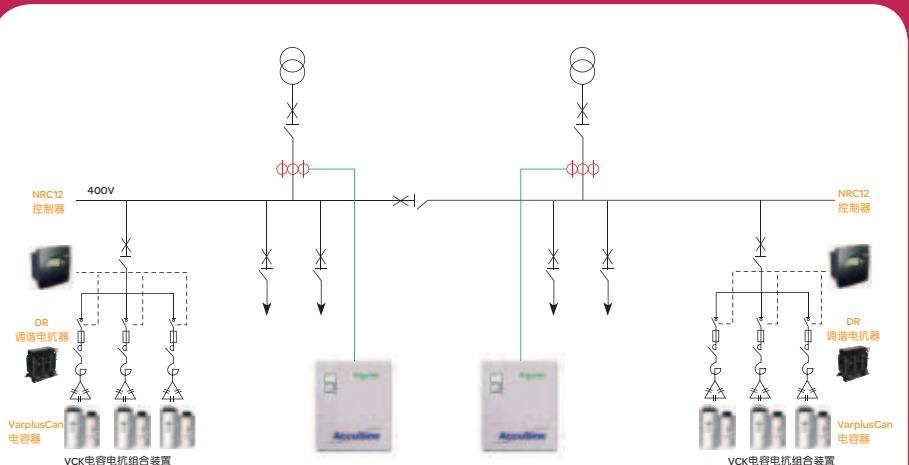 NRC12
控制器
400V
NRC12
控制器
DR
调谐电抗器
DR
调谐电抗器
VarplusCan
电容器
AccuSine
AccuSine
VarplusCan
电容器
VCK电容电抗组合装置
VCK电容电抗组合装置